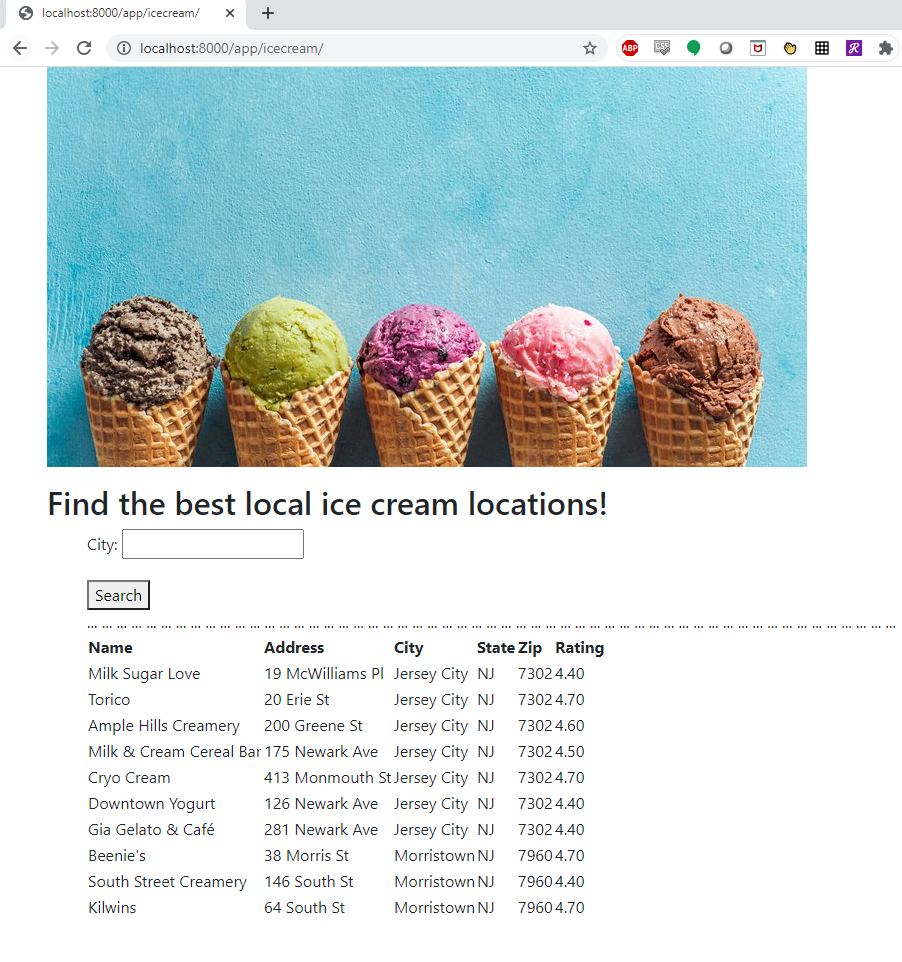 localhost:8000/app/icecream/
localhost:8000/app/icecream/
ABP CSE
Find the best local ice cream locations!
City:
Search
... ... ... ... ... ... ... ... ... ... ... ... ... ... ... ... ... ... ... ... ... ... ... ... ... ... ... ... ... ... ... ... ... ... ... ... ... ... ... ... ... ... ... ... ... ... ... ... ... ... ... ... ... ... ...
Name Address City State Zip Rating
Milk Sugar Love 19 McWilliams Pl Jersey City NJ 7302 4.40
Torico 20 Erie St Jersey City NJ 7302 4.70
Ample Hills Creamery 200 Greene St Jersey City NJ 7302 4.60
Milk & Cream Cereal Bar 175 Newark Ave Jersey City NJ 7302 4.50
Cryo Cream 413 Monmouth St Jersey City NJ 7302 4.70
Downtown Yogurt 126 Newark Ave Jersey City NJ 7302 4.40
Gia Gelato & Café 281 Newark Ave Jersey City NJ 7302 4.40
Beenie's 38 Morris St Morristown NJ 7960 4.70
South Street Creamery 146 South St Morristown NJ 7960 4.40
Kilwins 64 South St Morristown NJ 7960 4.70